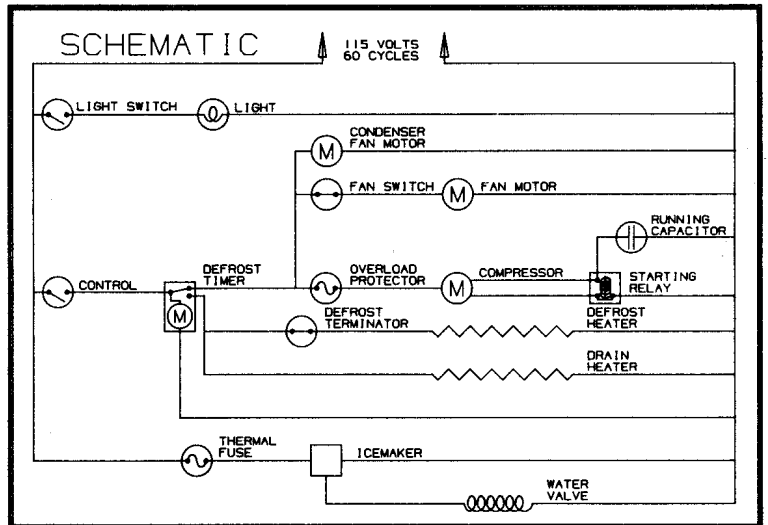 SCHEMATIC
115 VOLTS
60 CYCLES
LIGHT SWITCH
LIGHT
CONDENSER
FAN MOTOR
M
FAN SWITCH
M
FAN MOTOR
RUNNING
CAPACITOR
CONTROL
DEFROST
TIMER
M
OVERLOAD
PROTECTOR
M
COMPRESSOR
STARTING
RELAY
DEFROST
TERMINATOR
DEFROST
HEATER
DRAIN
HEATER
THERMAL
FUSE
ICEMAKER
WATER
VALVE